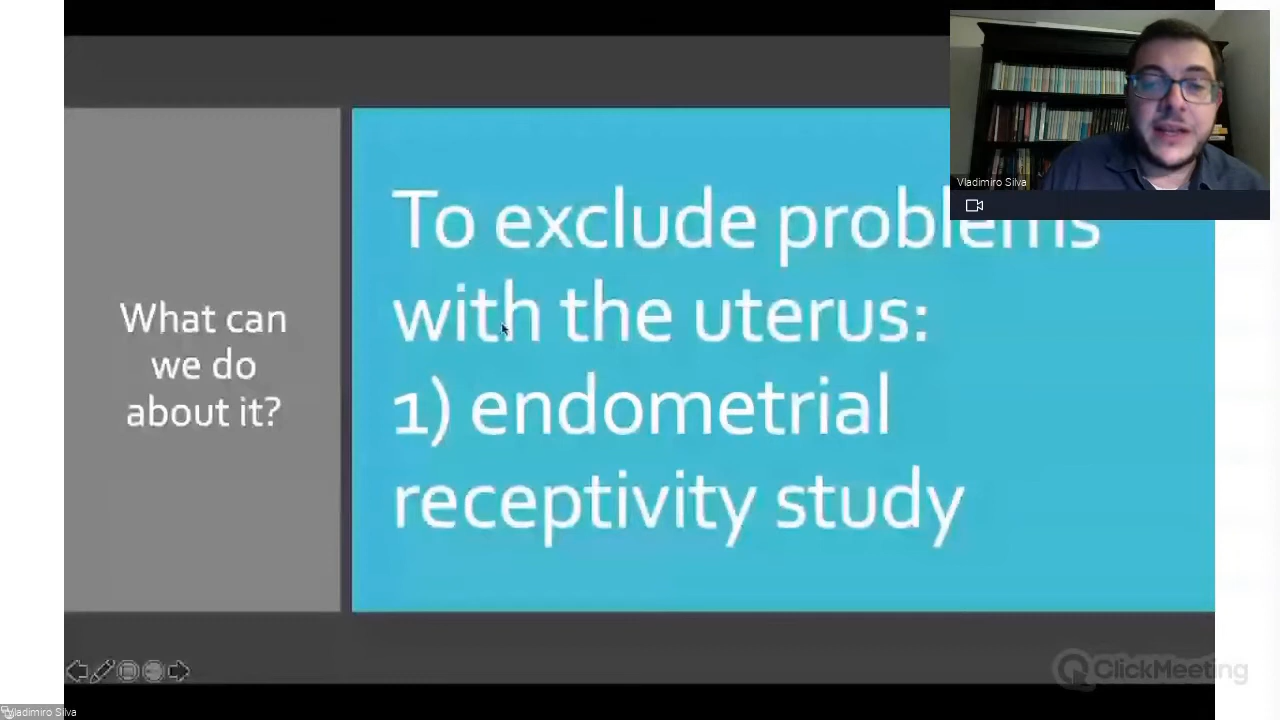 What can
we do
about it?
To exclude problems
with the uterus:
1) endometrial
receptivity study
Vladimiro Silva
ClickMeeting
Vladimiro Silva